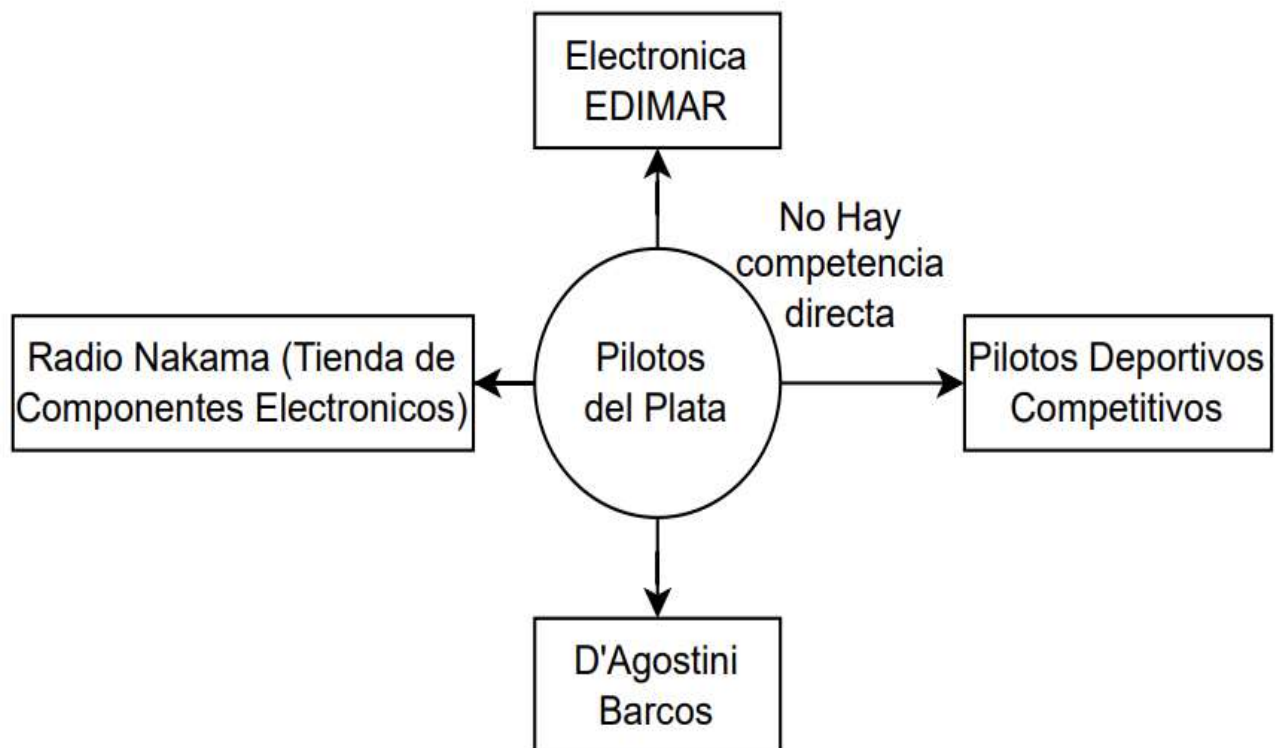 Electronica
EDIMAR
No Hay
competencia
directa
Radio Nakama (Tienda de
Componentes Electronicos)
Pilotos
del Plata
Pilotos Deportivos
Competitivos
D'Agostini
Barcos